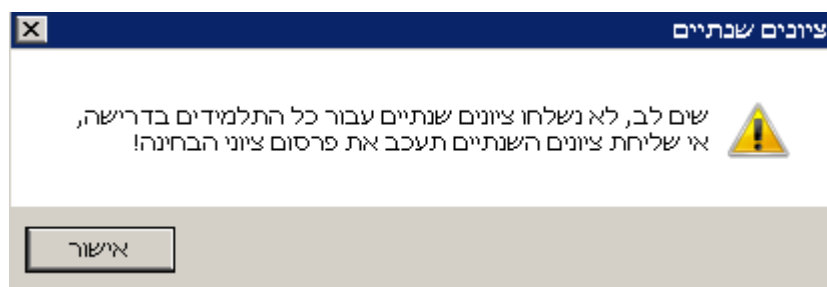 ציונים שנתיים
שים לב, לא נשלחו ציונים שנתיים עבור כל התלמידים בדרישה,
אי שליחת ציונים השנתיים תעכב את פרסום ציוני הבחינה!
אישור